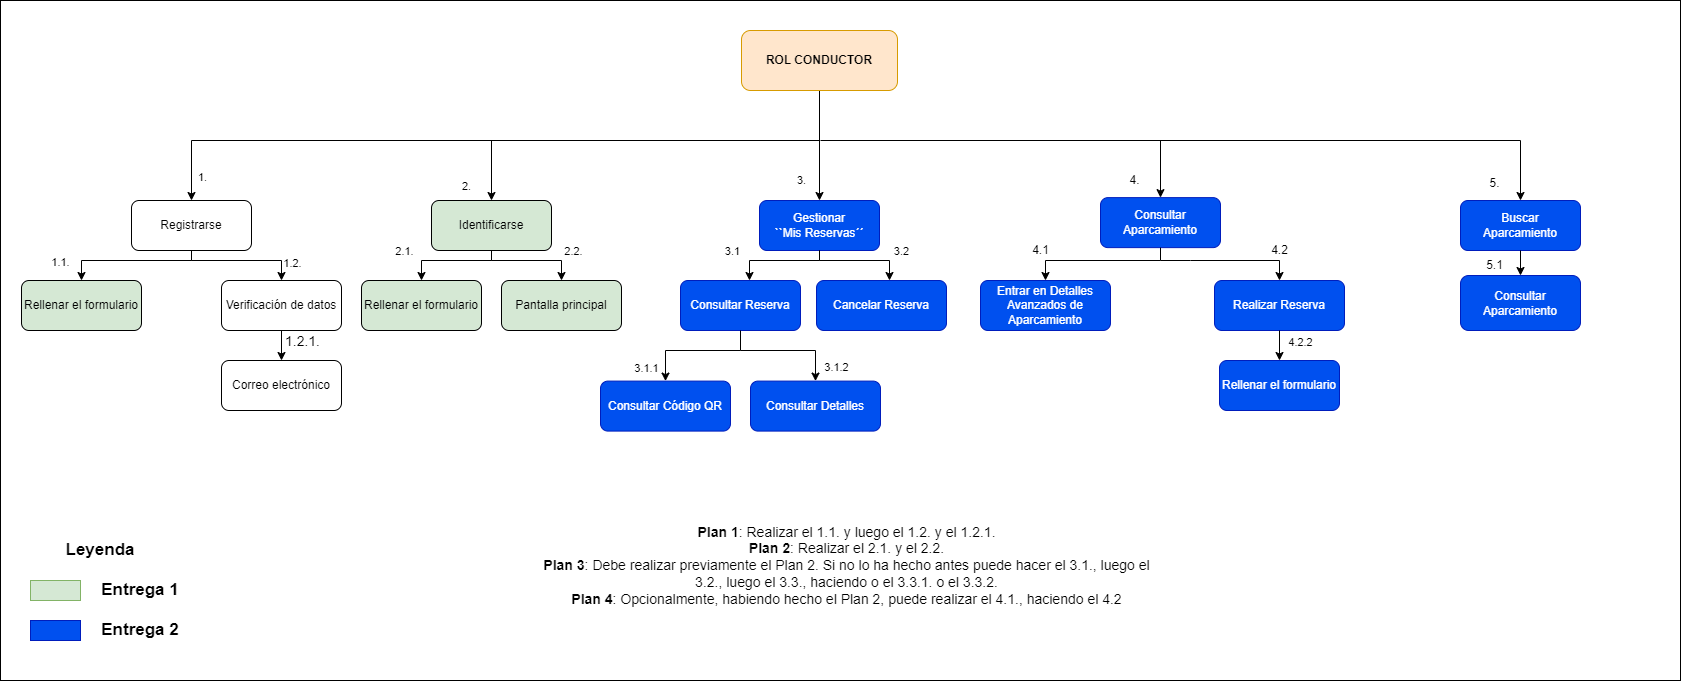 ROL CONDUCTOR
1.
2.
3.
4.
5.
Registrarse
Identificarse
Gestionar
``Mis Reservas´´
Consultar
Aparcamiento
Buscar
Aparcamiento
1.1.
1.2.
2.1.
2.2.
3.1
3.2
4.1
4.2
5.1
Rellenar el formulario
Verificación de datos
Rellenar el formulario
Pantalla principal
Consultar Reserva
Cancelar Reserva
Entrar en Detalles
Avanzados de
Aparcamiento
Realizar Reserva
Consultar
Aparcamiento
1.2.1.
3.1.1
3.1.2
4.2.2
Correo electrónico
Consultar Código QR
Consultar Detalles
Rellenar el formulario
Plan 1: Realizar el 1.1. y luego el 1.2. y el 1.2.1.
Plan 2: Realizar el 2.1. y el 2.2.
Plan 3: Debe realizar previamente el Plan 2. Si no lo ha hecho antes puede hacer el 3.1., luego el
3.2., luego el 3.3., haciendo o el 3.3.1. o el 3.3.2.
Plan 4: Opcionalmente, habiendo hecho el Plan 2, puede realizar el 4.1., haciendo el 4.2
Leyenda
Entrega 1
Entrega 2